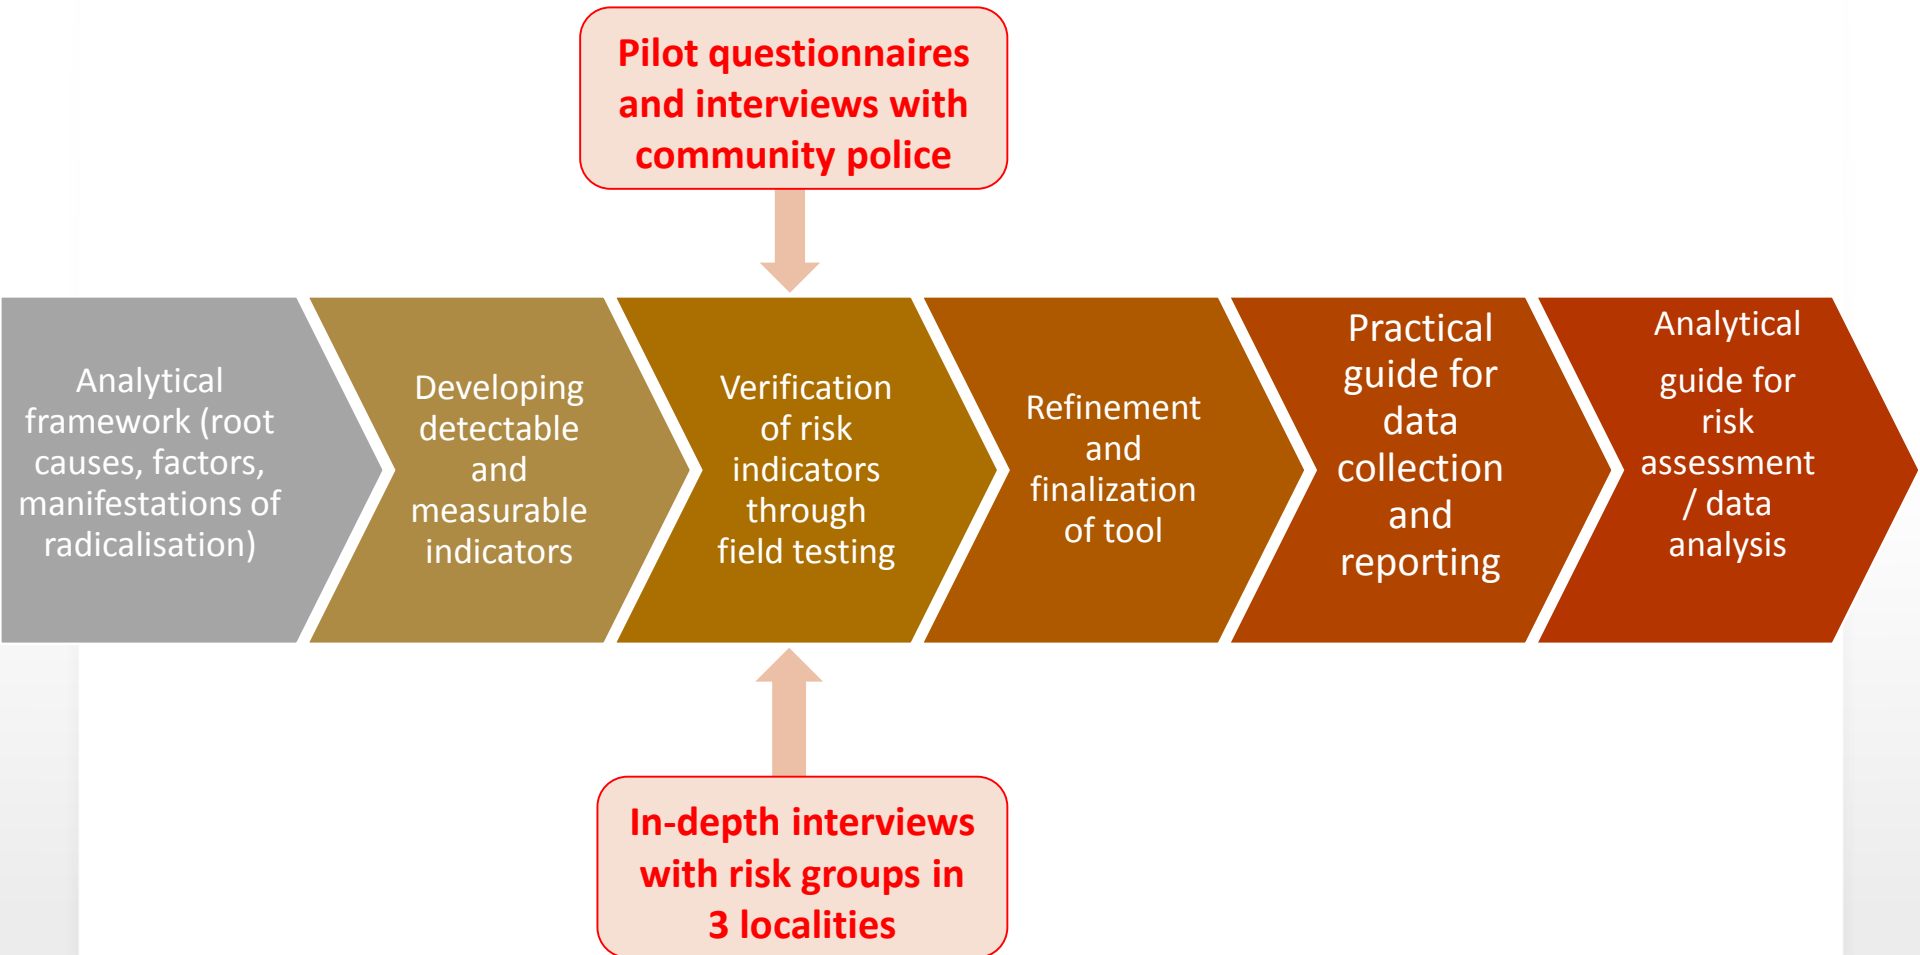 Pilot questionnaires
and interviews with
community police
Analytical
framework (root
causes, factors,
manifestations of
radicalisation)
Developing
detectable
and
measurable
indicators
Verification
of risk
indicators
through
field testing
Refinement
and
finalization
of tool
Practical
guide for
data
collection
and
reporting
Analytical
guide for
risk
assessment
/ data
analysis
In-depth interviews
with risk groups in
3 localities